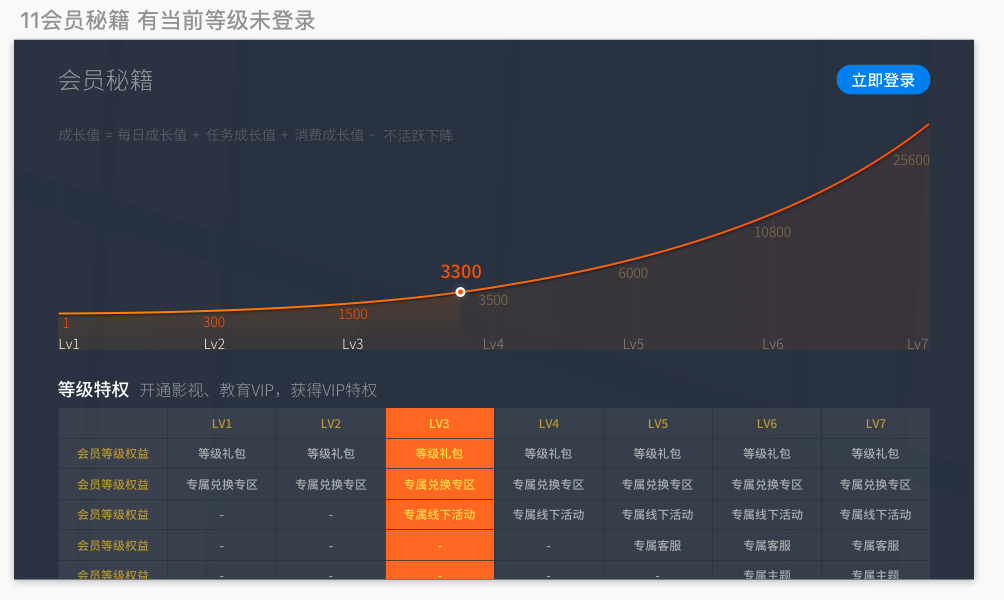 11会员秘籍 有当前等级未登录
会员秘籍
立即登录
成长值 = 每日成长值 + 任务成长值 + 消费成长值 - 不活跃下降
25600
10800
6000
3300
3500
1500
300
1
Lv1 Lv2 Lv3 Lv4 Lv5 Lv6 Lv7
等级特权 开通影视、教育VIP，获得VIP特权
LV1 LV2 LV3 LV4 LV5 LV6 LV7
会员等级权益 等级礼包 等级礼包 等级礼包 等级礼包 等级礼包 等级礼包 等级礼包
会员等级权益 专属兑换专区 专属兑换专区 专属兑换专区 专属兑换专区 专属兑换专区 专属兑换专区 专属兑换专区
会员等级权益 - - 专属线下活动 专属线下活动 专属线下活动 专属线下活动 专属线下活动
会员等级权益 - - - - 专属客服 专属客服 专属客服
会员等级权益 - - - - - 专属主题 专属主题